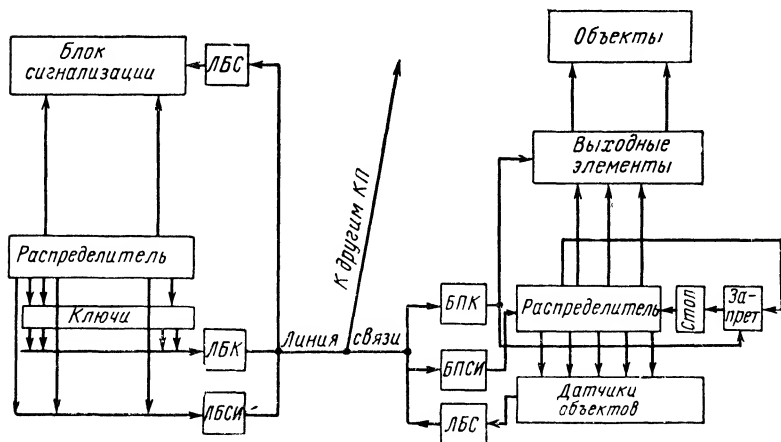 Блок
сигнализации
ЛБС
Объекты
Выходные
элементы
К другим КП
Распределитель
Ключи
ЛБК
ЛБСИ
Линия связи
БПК
БПСИ
ЛБС
Распределитель
Стоп
За-
прет
Датчики
объектов